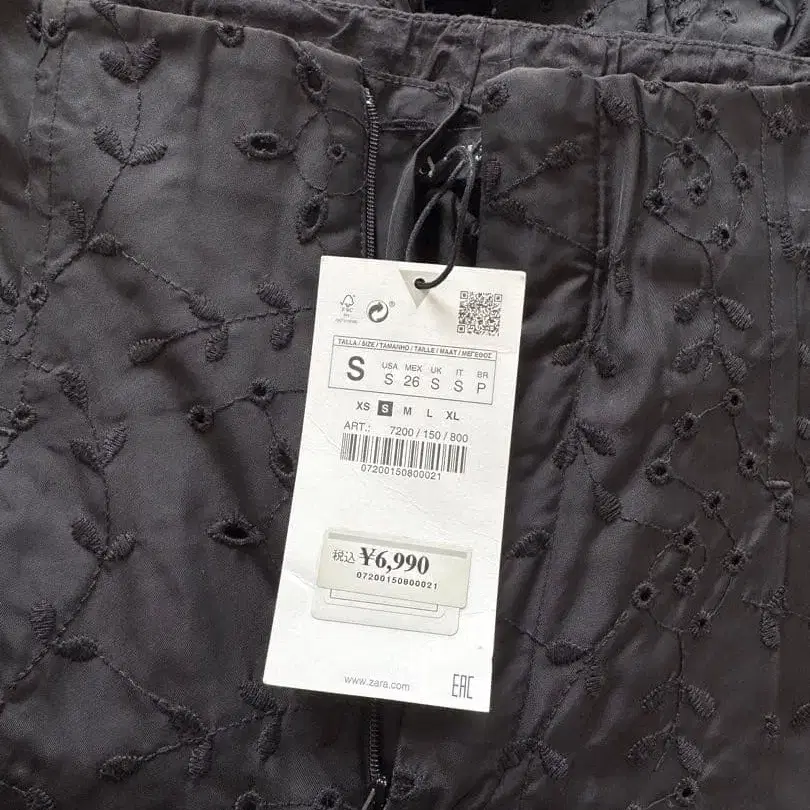 FSC
®
TALLA / SIZE / TAMANHO / TAILLE / MAAT / ΜΕΓΕΘΟΣ
S
USA MEX UK IT BR
S 26 S S P
XS S M L XL
ART.: 7200 / 150 / 800
07200150800021
税込 ¥6,990
07200150800021
www.zara.com
EAC